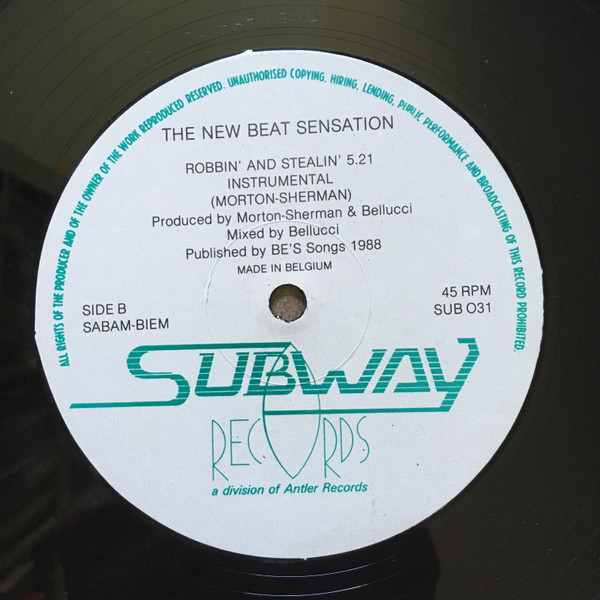 ALL RIGHTS OF THE PRODUCER AND OF THE OWNER OF THE WORK REPRODUCED RESERVED. UNAUTHORISED COPYING, HIRING, LENDING, PUBLIC PERFORMANCE AND BROADCASTING OF THIS RECORD PROHIBITED.
THE NEW BEAT SENSATION
ROBBIN' AND STEALIN' 5.21
INSTRUMENTAL
(MORTON-SHERMAN)
Produced by Morton-Sherman & Bellucci
Mixed by Bellucci
Published by BE'S Songs 1988
MADE IN BELGIUM
SIDE B
SABAM-BIEM
45 RPM
SUB O31
SUBWAY
RECORDS
a division of Antler Records